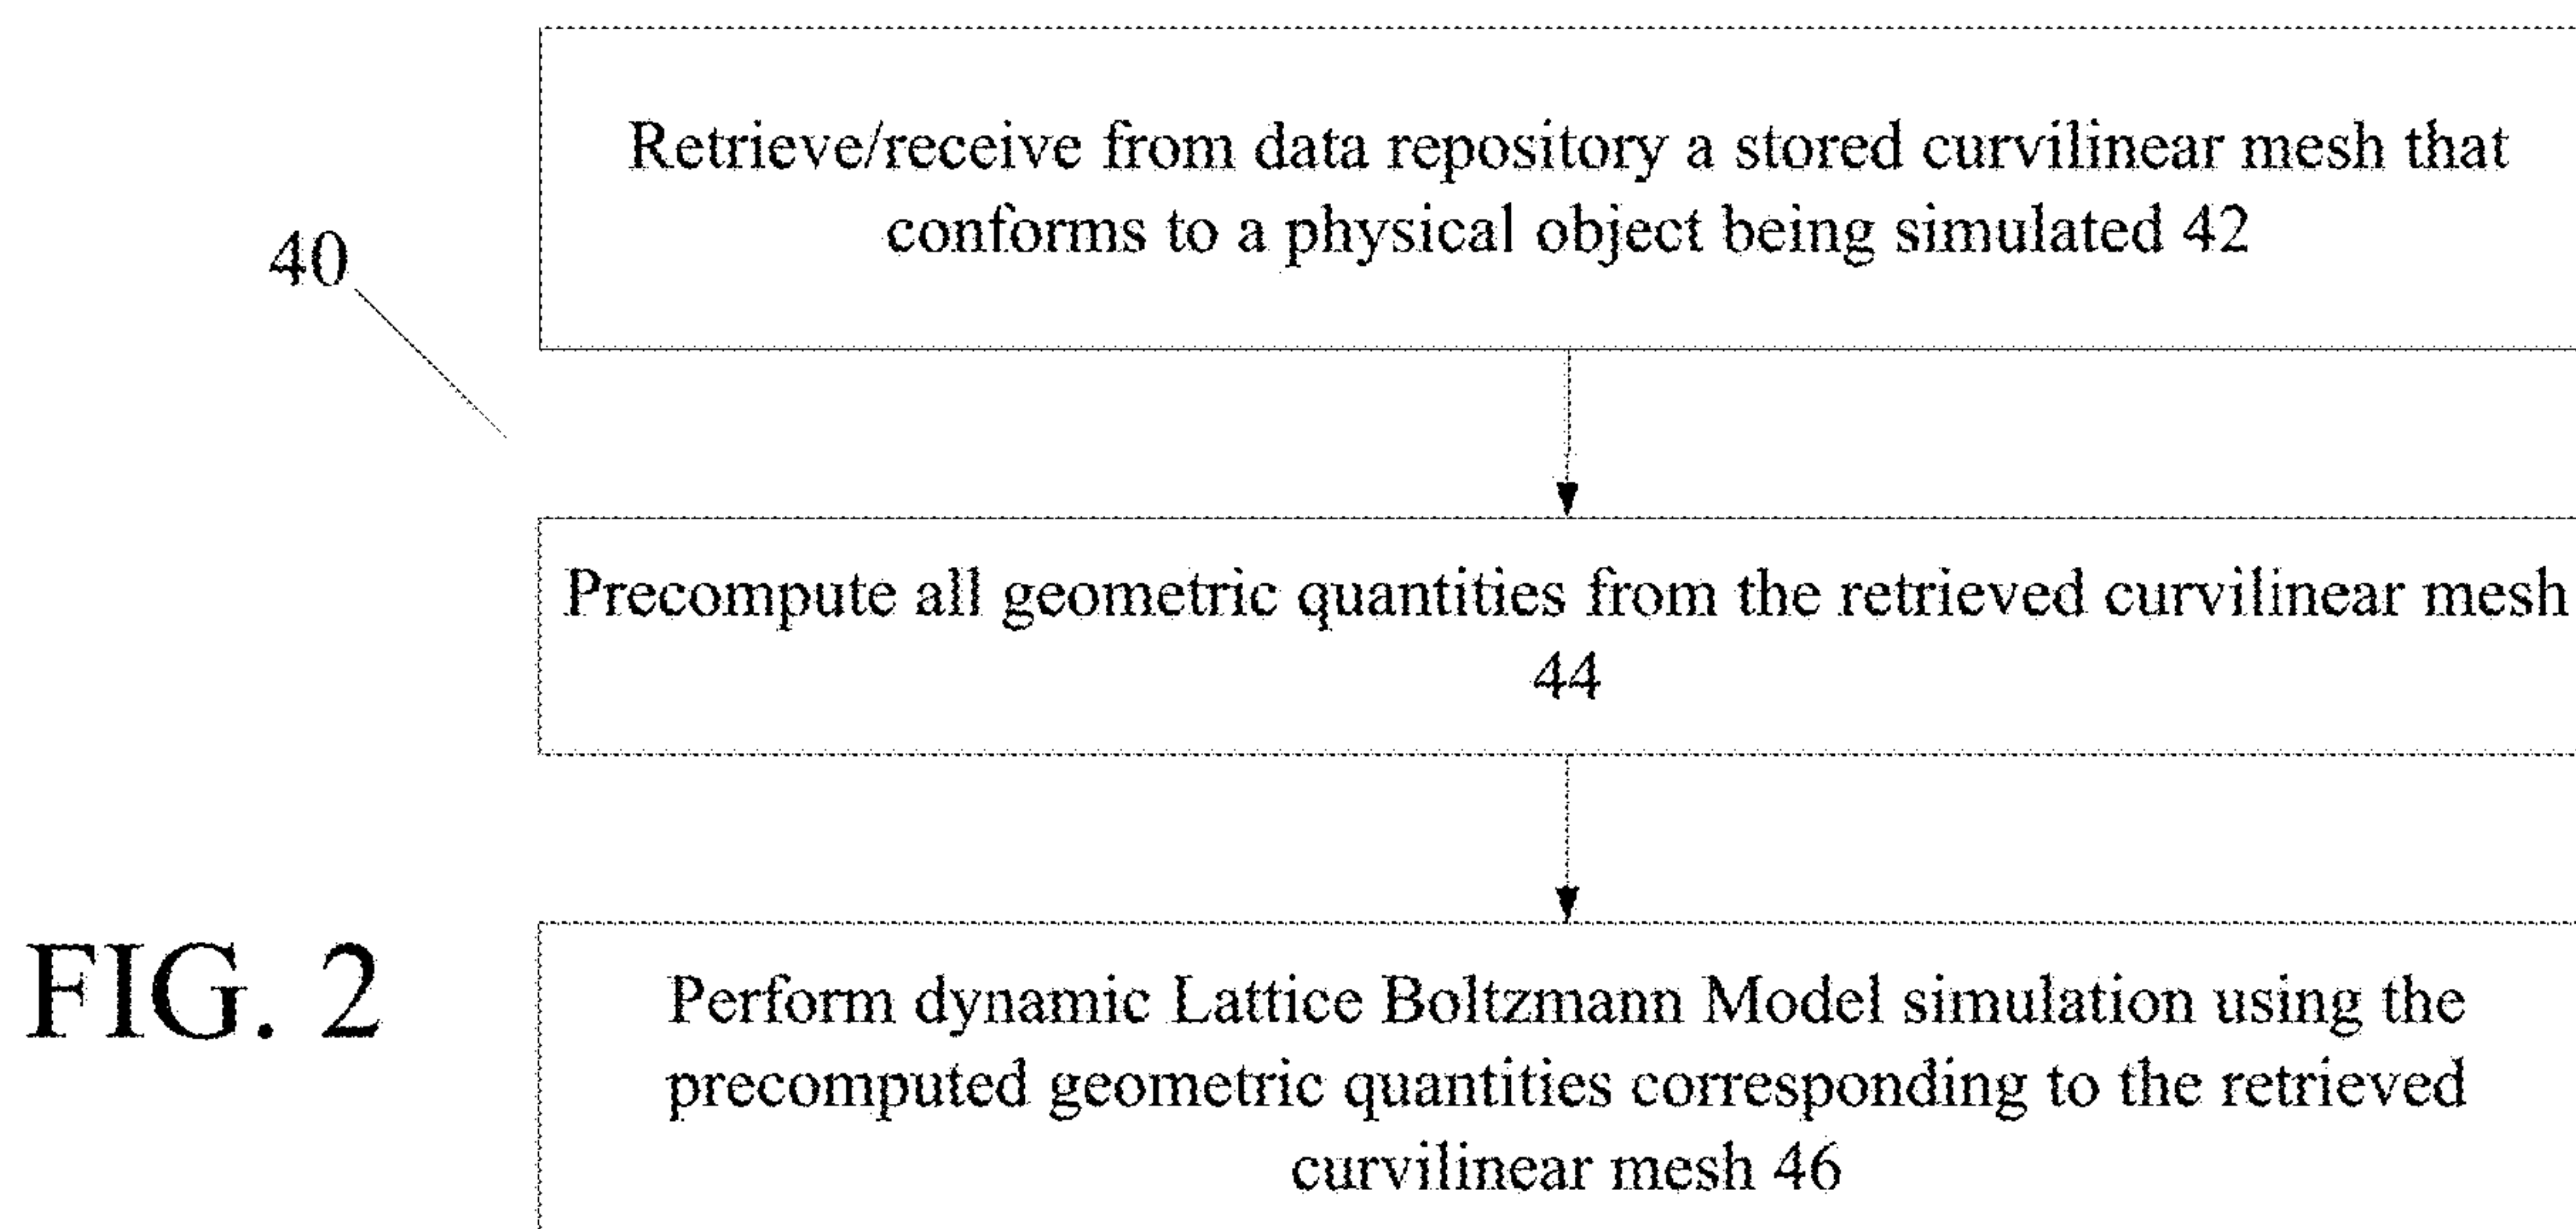 Retrieve/receive from data repository a stored curvilinear mesh that
conforms to a physical object being simulated 42
40
Precompute all geometric quantities from the retrieved curvilinear mesh
44
Perform dynamic Lattice Boltzmann Model simulation using the
precomputed geometric quantities corresponding to the retrieved
curvilinear mesh 46
FIG. 2